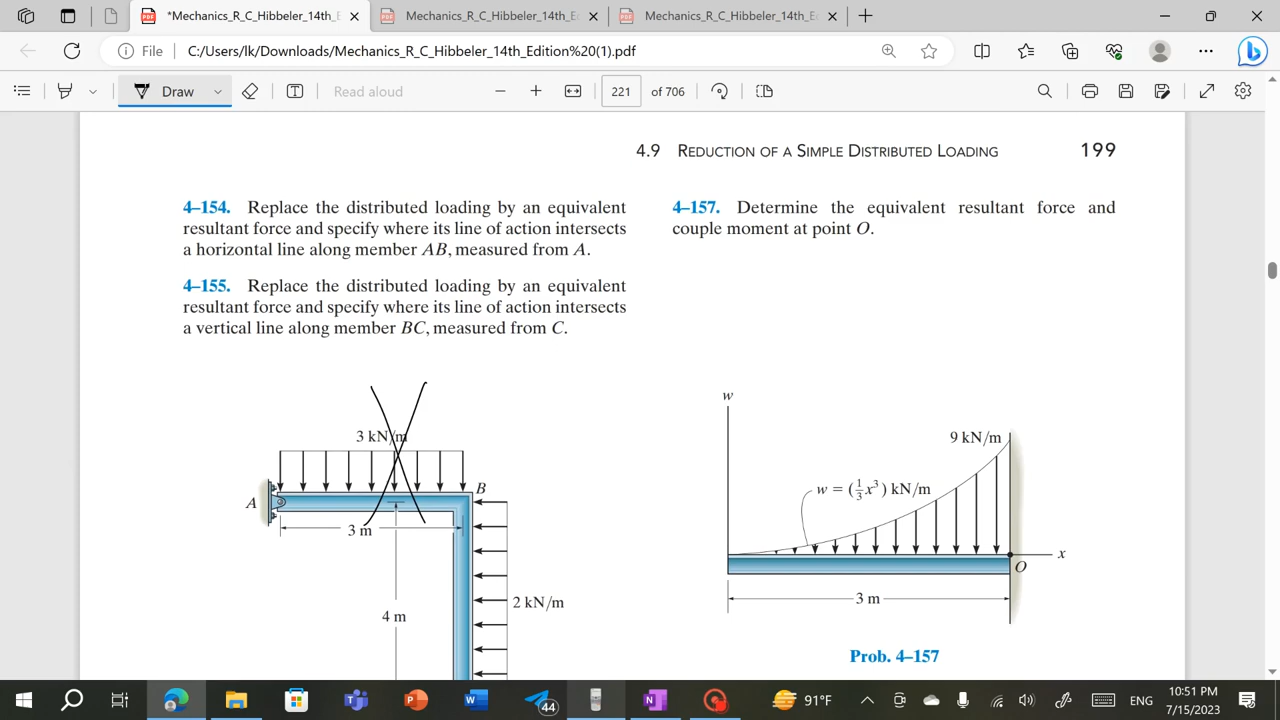 *Mechanics_R_C_Hibbeler_14th_E
Mechanics_R_C_Hibbeler_14th_Ec
Mechanics_R_C_Hibbeler_14th_Ec
File C:/Users/lk/Downloads/Mechanics_R_C_Hibbeler_14th_Edition%20(1).pdf
Draw Read aloud 221 of 706
4.9 REDUCTION OF A SIMPLE DISTRIBUTED LOADING 199
4–154. Replace the distributed loading by an equivalent
resultant force and specify where its line of action intersects
a horizontal line along member AB, measured from A.
4–155. Replace the distributed loading by an equivalent
resultant force and specify where its line of action intersects
a vertical line along member BC, measured from C.
3 kN/m
A
B
3 m
2 kN/m
4 m
4–157. Determine the equivalent resultant force and
couple moment at point O.
w
9 kN/m
w = (1/3 x³) kN/m
x
O
3 m
Prob. 4–157
44
91°F
ENG
10:51 PM
7/15/2023